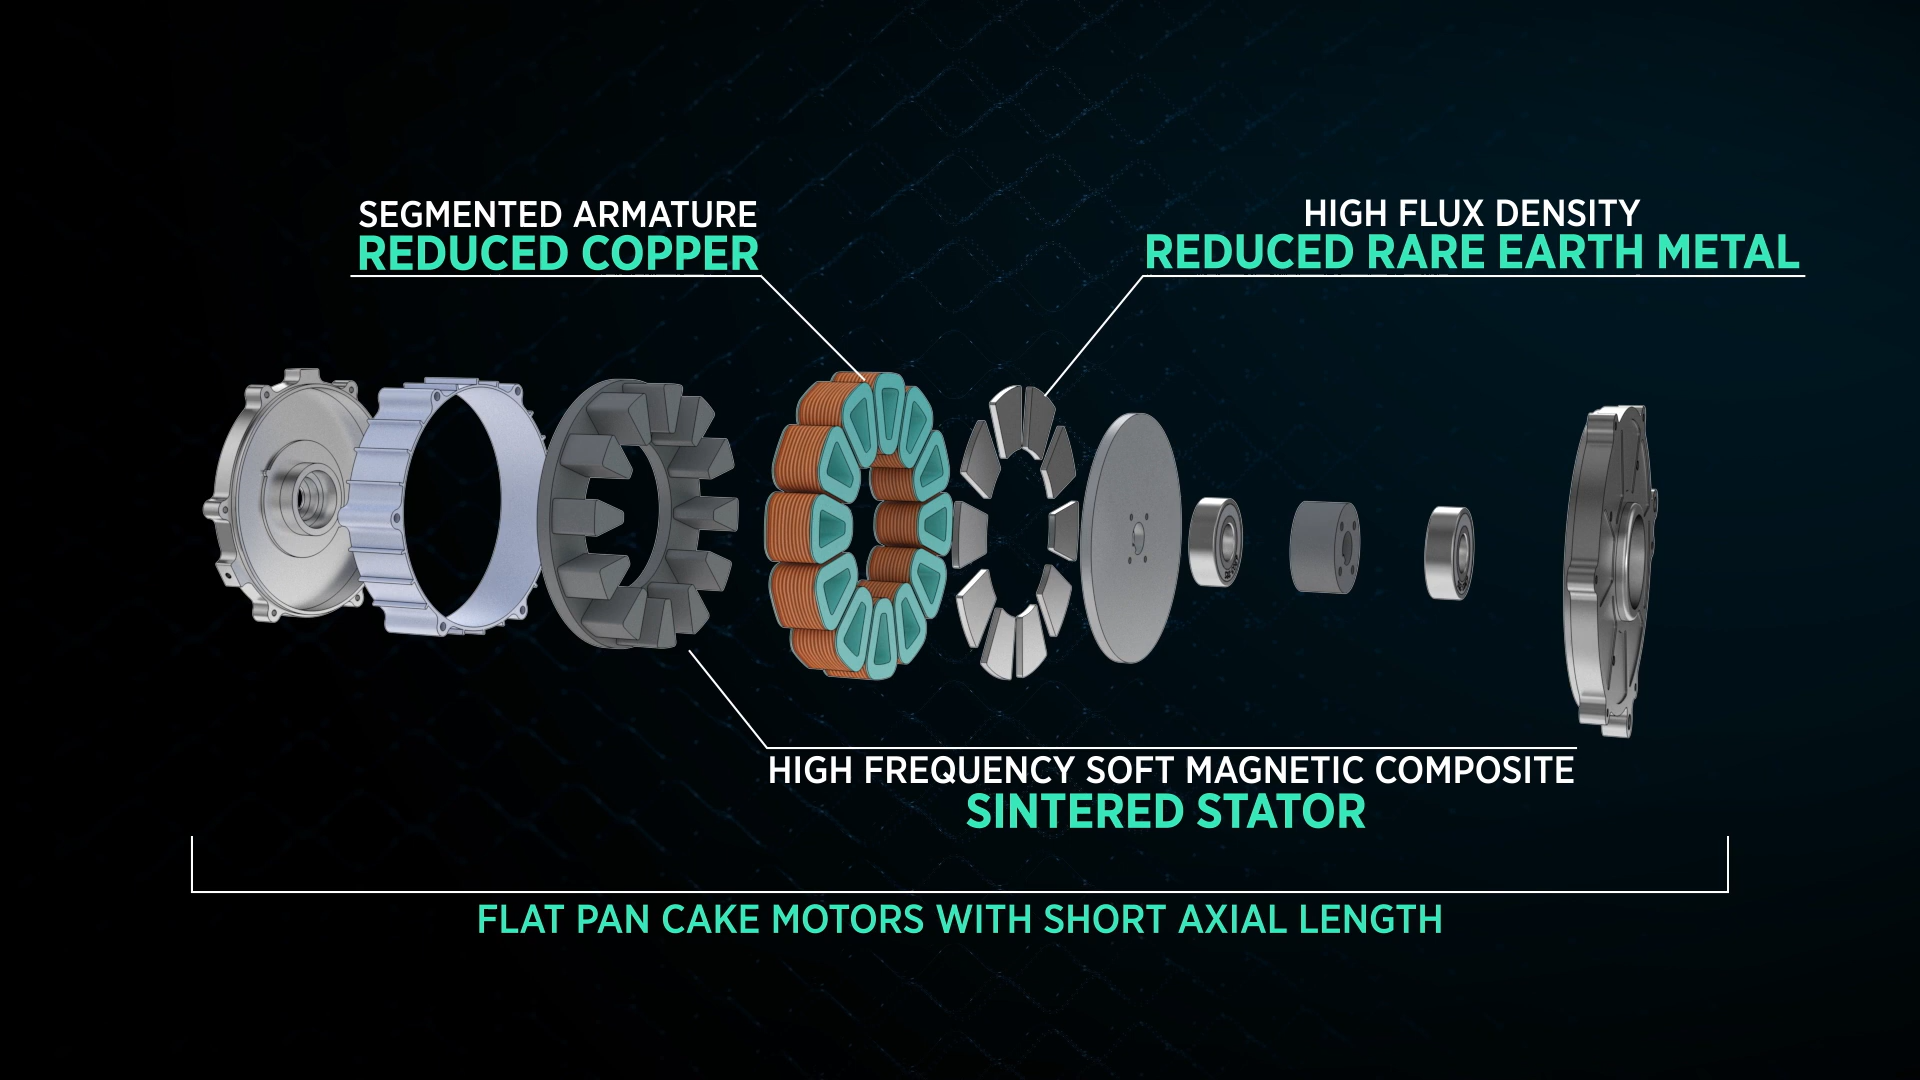 SEGMENTED ARMATURE
REDUCED COPPER
HIGH FLUX DENSITY
REDUCED RARE EARTH METAL
HIGH FREQUENCY SOFT MAGNETIC COMPOSITE
SINTERED STATOR
FLAT PAN CAKE MOTORS WITH SHORT AXIAL LENGTH